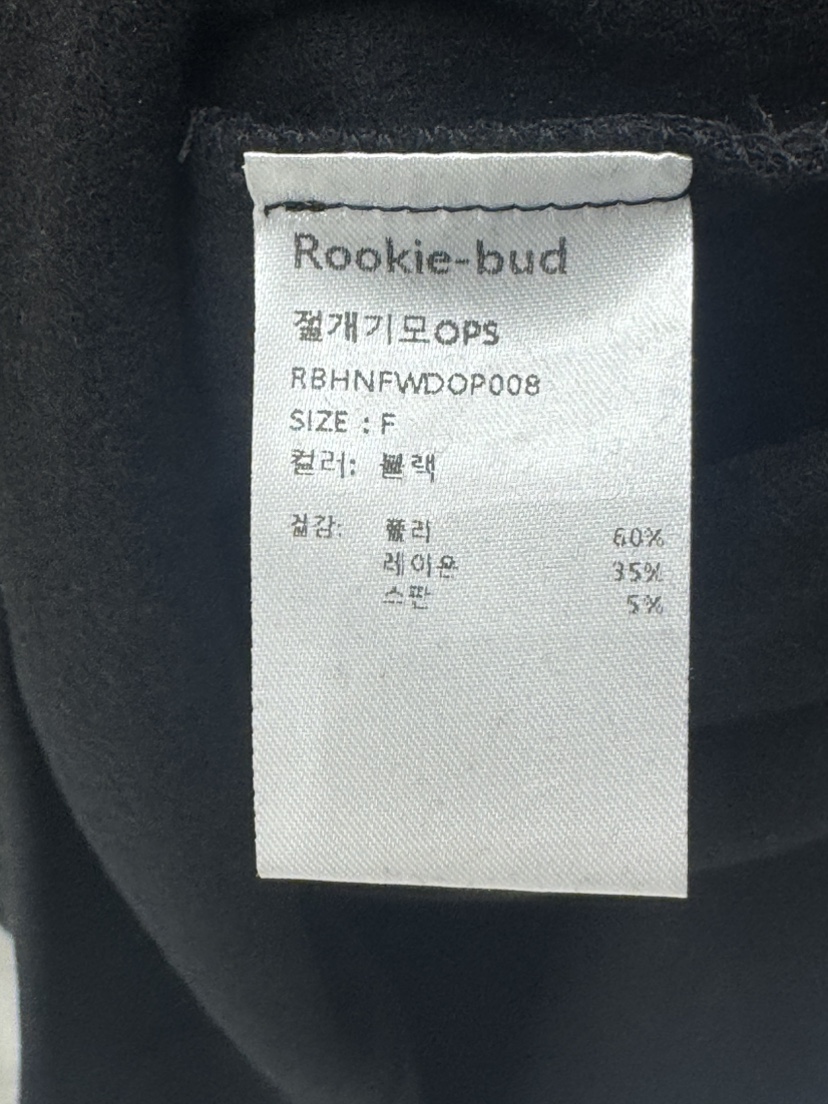 Rookie-bud
절개기모OPS
RBHNFWDOP008
SIZE : F
컬러: 블랙
겉감: 폴리 60%
레이온 35%
스판 5%